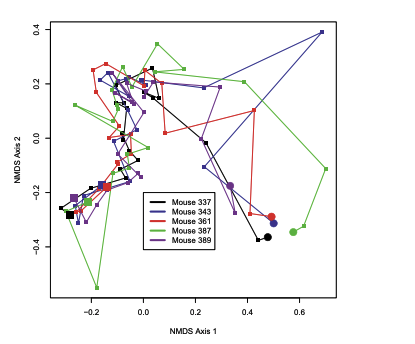 0.4
0.2
0.0
−0.2
−0.4
NMDS Axis 2
Mouse 337
Mouse 343
Mouse 361
Mouse 387
Mouse 389
−0.2 0.0 0.2 0.4 0.6
NMDS Axis 1